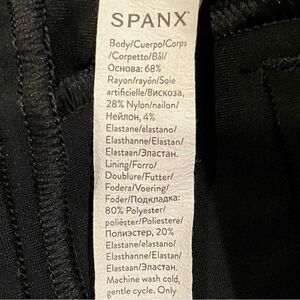 SPANX
Body/Cuerpo/Corps
/Corpetto/Bāl/
Основа: 68%
Rayon/rayón/Soie
artificielle/Вискоза,
28% Nylon/nailon/
Нейлон, 4%
Elastane/elastano/
Elasthanne/Elastan/
Elastaan/Эластан.
Lining/Forro/
Doublure/Futter/
Fodera/Voering/
Foder/Подкладка:
80% Polyester/
poliéster/Poliestere/
Полиэстер, 20%
Elastane/elastano/
Elasthanne/Elastan/
Elastaan/Эластан.
Machine wash cold,
gentle cycle. Only